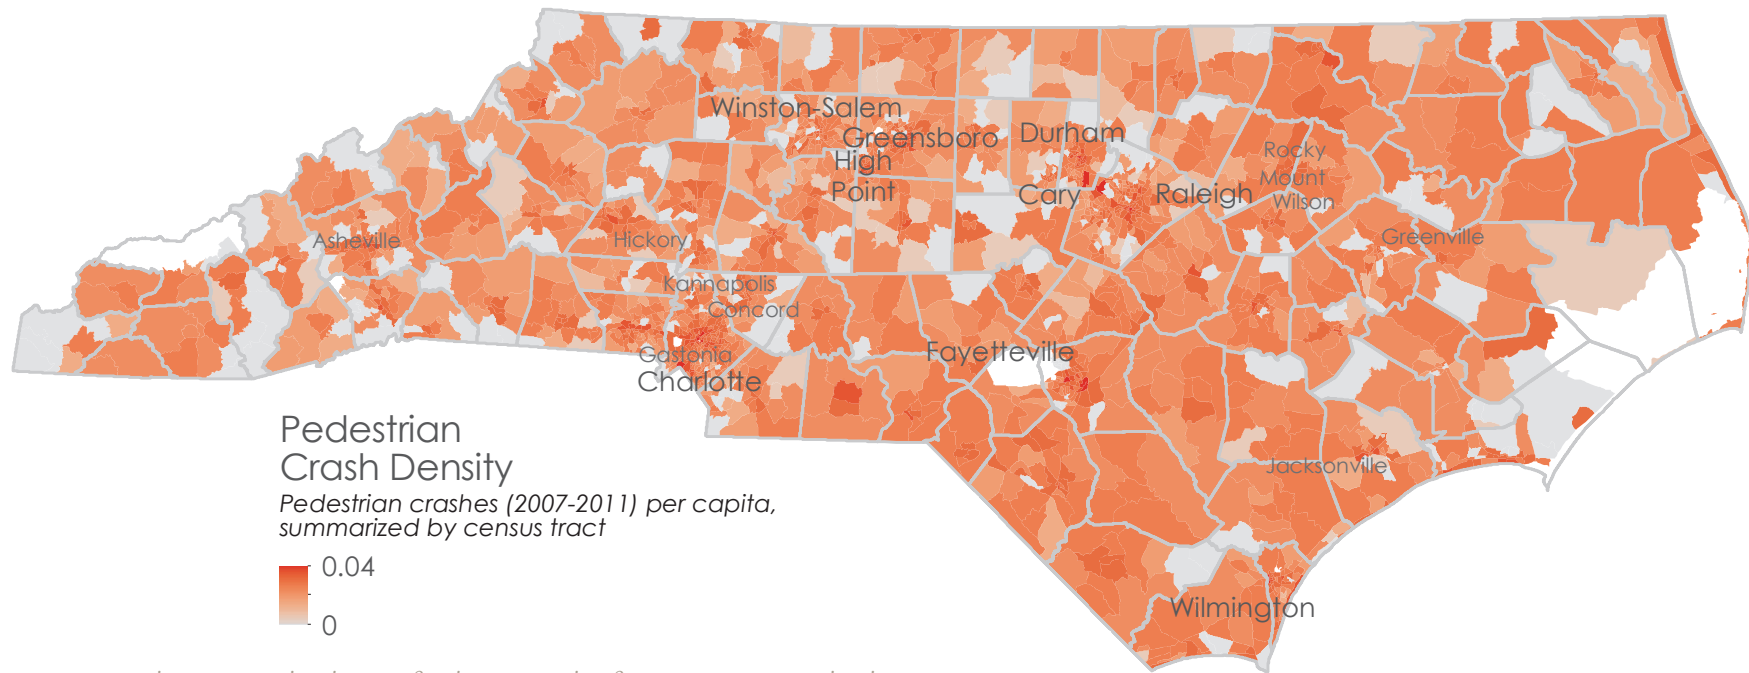 Winston-Salem
Greensboro
High
Point
Durham
Cary
Raleigh
Rocky
Mount
Wilson
Greenville
Asheville
Hickory
Kannapolis
Concord
Gastonia
Charlotte
Fayetteville
Jacksonville
Wilmington
Pedestrian
Crash Density
Pedestrian crashes (2007-2011) per capita,
summarized by census tract
0.04
0